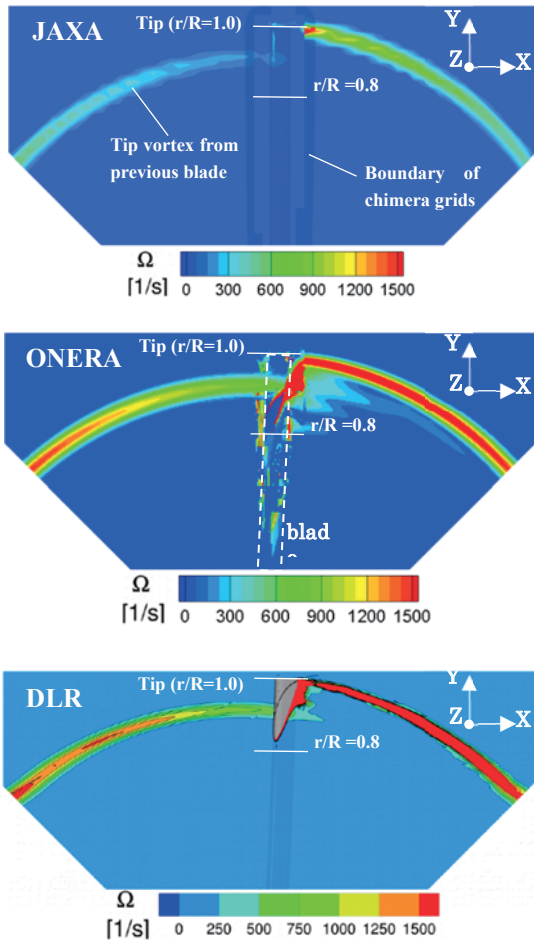 JAXA
Tip (r/R=1.0)
Y
Z
X
r/R =0.8
Tip vortex from
previous blade
Boundary of
chimera grids
Ω
[1/s]
0 300 600 900 1200 1500
ONERA
Tip (r/R=1.0)
Y
Z
X
r/R =0.8
blad
Ω
[1/s]
0 300 600 900 1200 1500
DLR
Tip (r/R=1.0)
Y
Z
X
r/R =0.8
Ω
[1/s]
0 250 500 750 1000 1250 1500